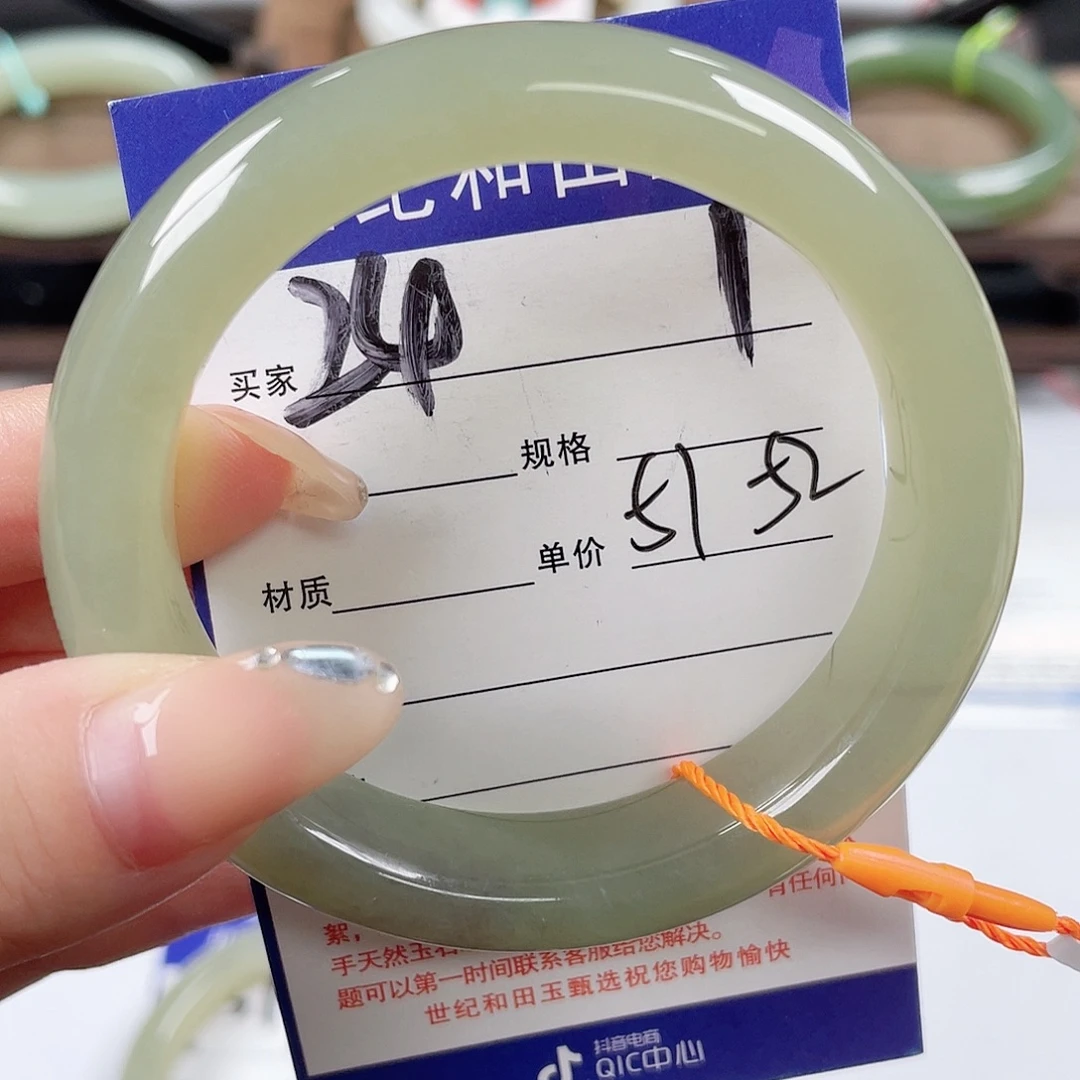 纪和田
买家 240 1
规格
51 52
材质 单价
絮，
有任何
手天然玉石
题可以第一时间联系客服给您解决。
世纪和田玉甄选祝您购物愉快
抖音电商
QIC中心